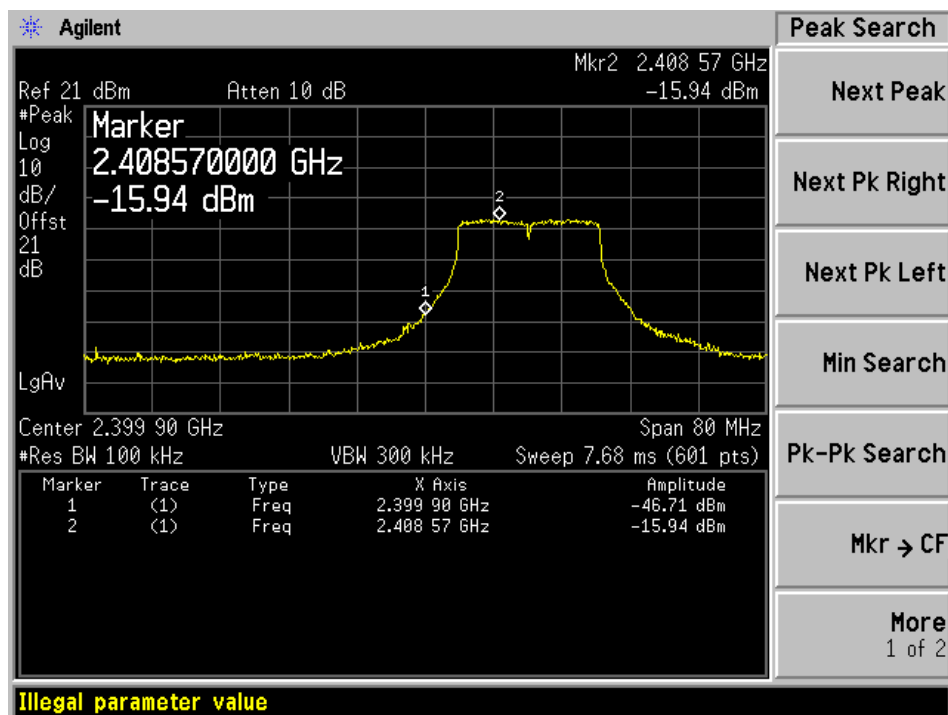 Agilent
Peak Search
Mkr2 2.408 57 GHz
Ref 21 dBm Atten 10 dB -15.94 dBm
#Peak
Log
10
dB/
Offst
21
dB
Marker
2.408570000 GHz
-15.94 dBm
2
1
LgAv
Center 2.399 90 GHz Span 80 MHz
#Res BW 100 kHz VBW 300 kHz Sweep 7.68 ms (601 pts)
Marker Trace Type X Axis Amplitude
1 (1) Freq 2.399 90 GHz -46.71 dBm
2 (1) Freq 2.408 57 GHz -15.94 dBm
Next Peak
Next Pk Right
Next Pk Left
Min Search
Pk-Pk Search
Mkr → CF
More
1 of 2
Illegal parameter value